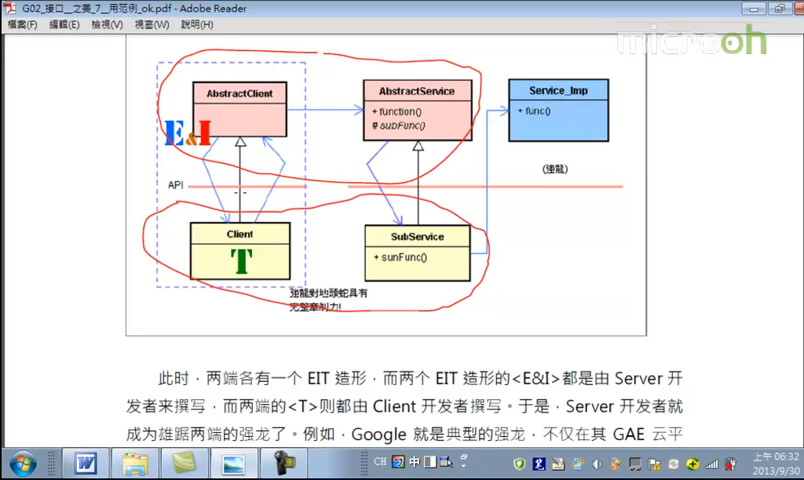 G02_接口__之美_7__用范例_ok.pdf - Adobe Reader
檔案(F) 編輯(E) 檢視(V) 視窗(W) 說明(H)
microoh
AbstractClient
AbstractService
Service_Imp
+ function()
# subFunc()
+ func()
E&I
(強龍)
API
Client
T
SubService
+ sunFunc()
強龍對地頭蛇具有
完整牽制力!
此时，两端各有一个 EIT 造形，而两个 EIT 造形的<E&I>都是由 Server 开
发者来撰写，而两端的<T>则都由 Client 开发者撰写。于是，Server 开发者就
成为雄踞两端的强龙了。例如，Google 就是典型的强龙，不仅在其 GAE 云平
CH 中
上午 06:32
2013/9/30